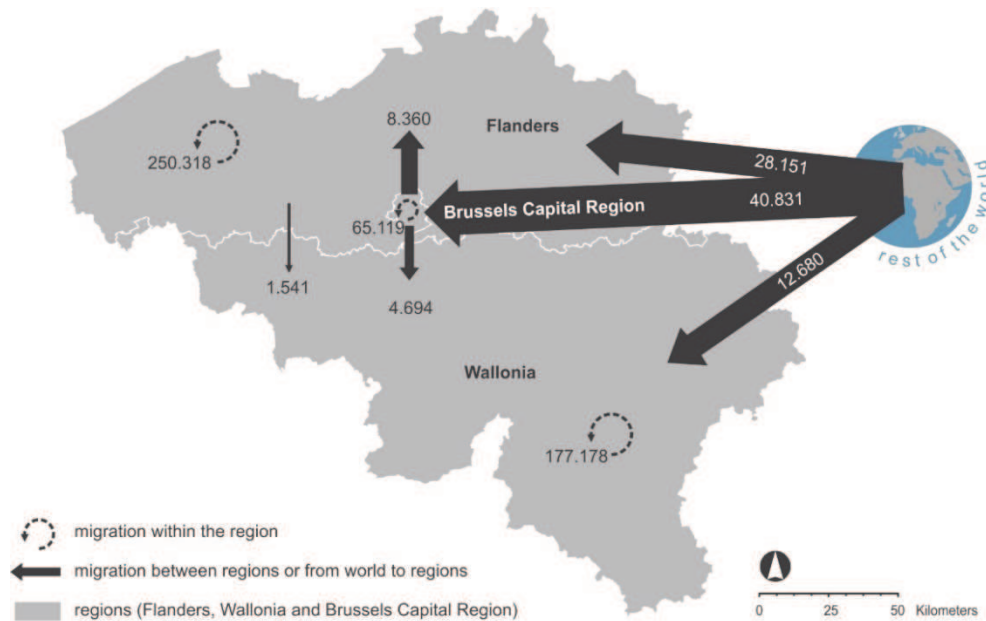 8.360
Flanders
250.318
28.151
40.831
Brussels Capital Region
65.119
rest of the world
12.680
1.541
4.694
Wallonia
177.178
migration within the region
migration between regions or from world to regions
regions (Flanders, Wallonia and Brussels Capital Region)
0 25 50 Kilometers